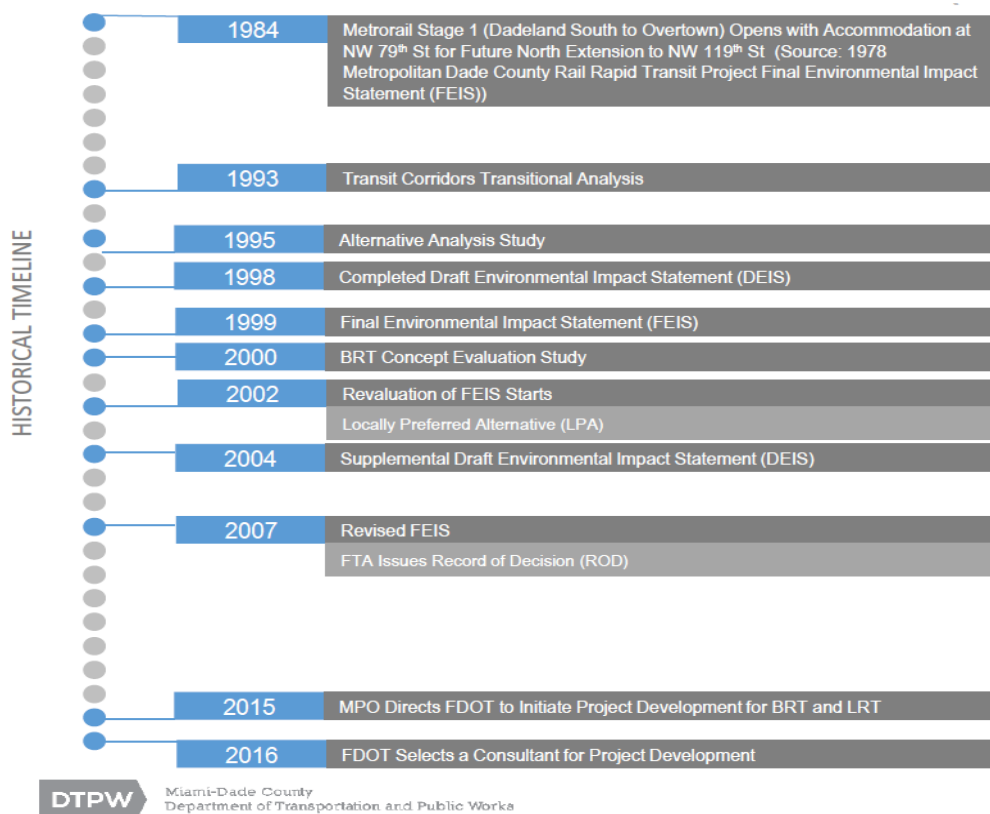 HISTORICAL TIMELINE
1984
Metrorail Stage 1 (Dadeland South to Overtown) Opens with Accommodation at
NW 79th St for Future North Extension to NW 119th St (Source: 1978
Metropolitan Dade County Rail Rapid Transit Project Final Environmental Impact
Statement (FEIS))
1993
Transit Corridors Transitional Analysis
1995
Alternative Analysis Study
1998
Completed Draft Environmental Impact Statement (DEIS)
1999
Final Environmental Impact Statement (FEIS)
2000
BRT Concept Evaluation Study
2002
Revaluation of FEIS Starts
Locally Preferred Alternative (LPA)
2004
Supplemental Draft Environmental Impact Statement (DEIS)
2007
Revised FEIS
FTA Issues Record of Decision (ROD)
2015
MPO Directs FDOT to Initiate Project Development for BRT and LRT
2016
FDOT Selects a Consultant for Project Development
DTPW
Miami-Dade County
Department of Transportation and Public Works